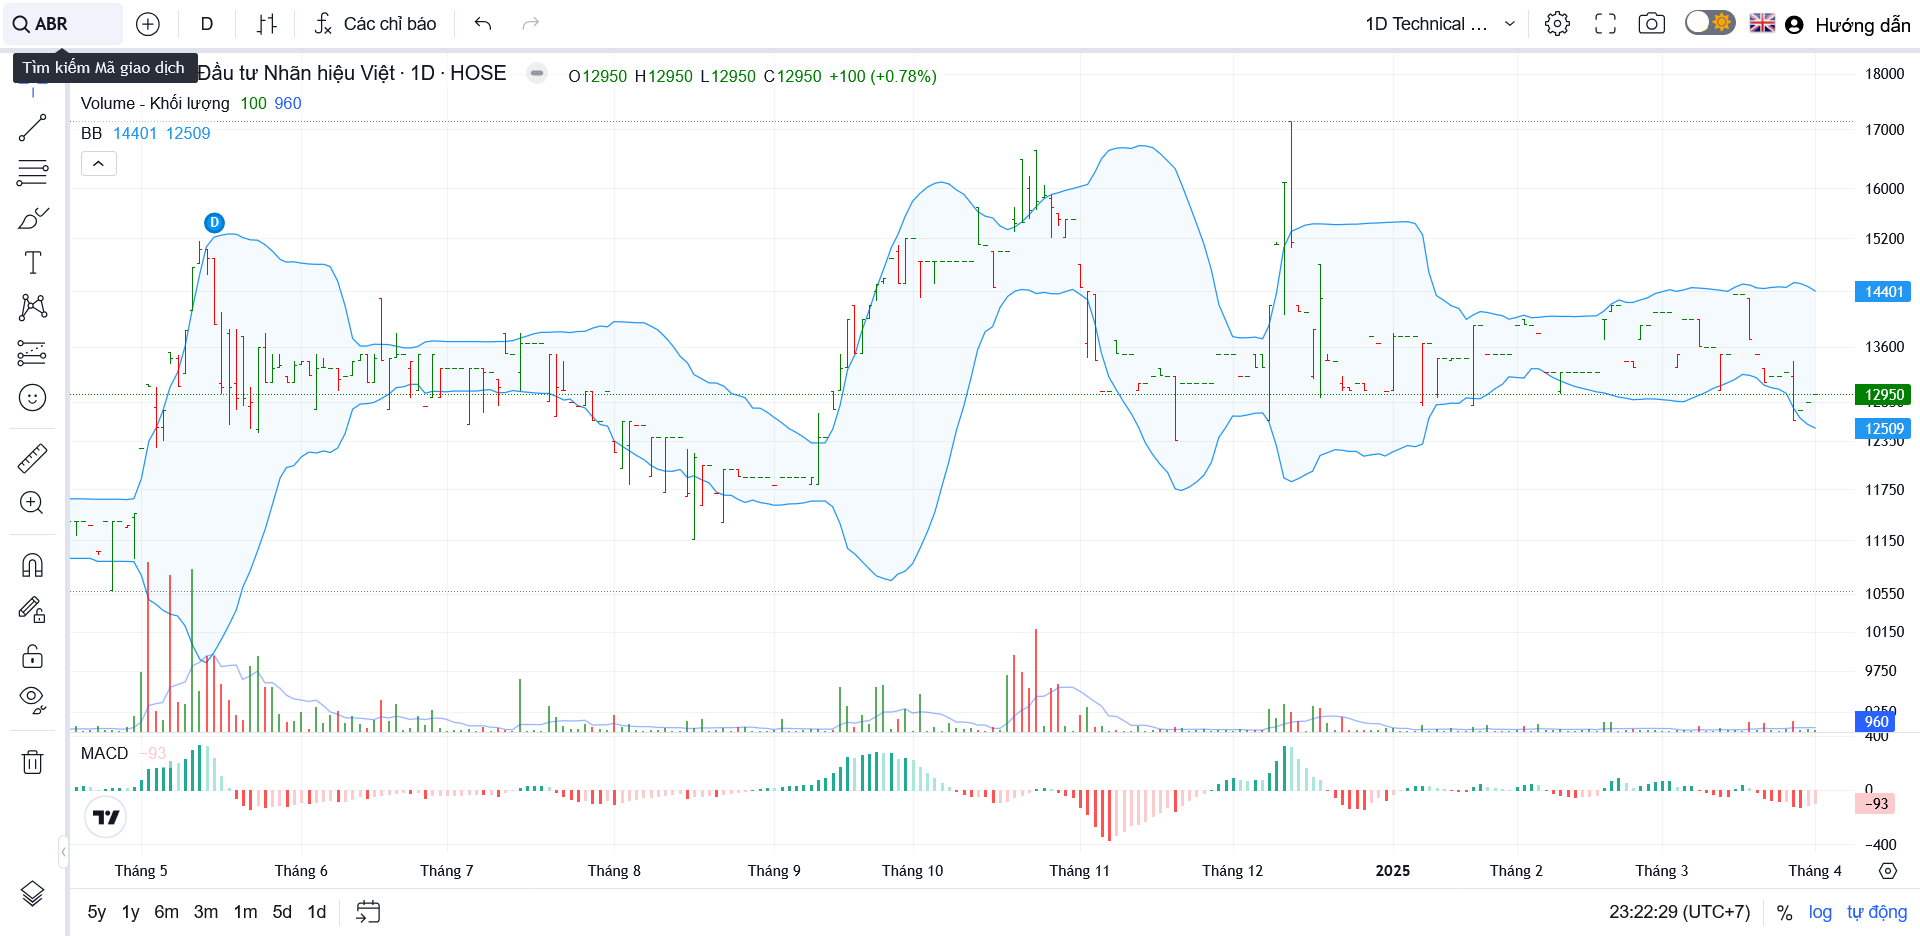 ABR
D
Các chỉ báo
1D Technical ...
Hướng dẫn
Tìm kiếm Mã giao dịch
Đầu tư Nhãn hiệu Việt · 1D · HOSE
O12950 H12950 L12950 C12950 +100 (+0.78%)
Volume - Khối lượng 100 960
BB 14401 12509
D
18000
17000
16000
15200
14401
13600
12950
12509
12350
11750
11150
10550
10150
9750
960
400
MACD −93
0
−93
−400
Tháng 5 Tháng 6 Tháng 7 Tháng 8 Tháng 9 Tháng 10 Tháng 11 Tháng 12 2025 Tháng 2 Tháng 3 Tháng 4
5y 1y 6m 3m 1m 5d 1d
23:22:29 (UTC+7) % log tự động